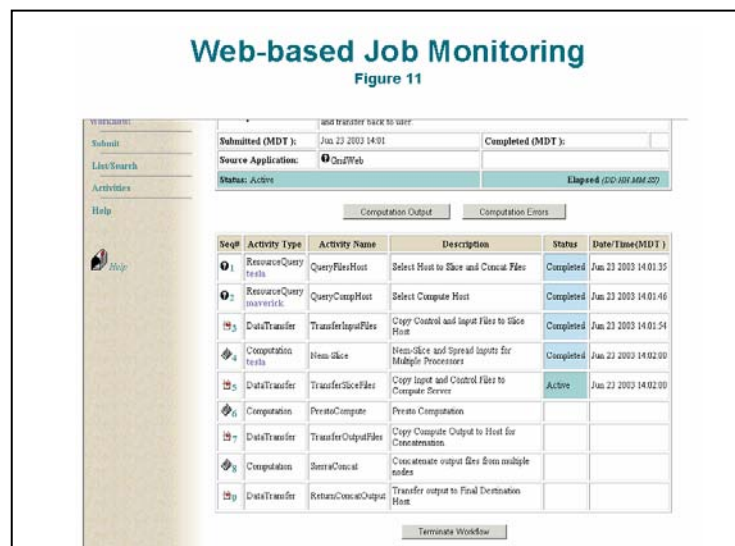 Web-based Job Monitoring
Figure 11
and transfer back to user.
Submitted (MDT ): Jun 23 2003 14:01 Completed (MDT ):
Source Application: GridWeb
Status: Active Elapsed (DD:HH:MM:SS)
Submit
List/Search
Activities
Help
Help
Computation Output Computation Errors
Seq# Activity Type Activity Name Description Status Date/Time(MDT )
1 ResourceQuery tesla QueryFilesHost Select Host to Slice and Concat Files Completed Jun 23 2003 14:01:35
2 ResourceQuery maverick QueryCompHost Select Compute Host Completed Jun 23 2003 14:01:46
3 DataTransfer TransferInputFiles Copy Control and Input Files to Slice Host Completed Jun 23 2003 14:01:54
4 Computation tesla Nem-Slice Nem-Slice and Spread Inputs for Multiple Processors Completed Jun 23 2003 14:02:00
5 DataTransfer TransferSliceFiles Copy Input and Control Files to Compute Server Active Jun 23 2003 14:02:00
6 Computation PrestoCompute Presto Computation
7 DataTransfer TransferOutputFiles Copy Compute Output to Host for Concatenation
8 Computation SierraConcat Concatenate output files from multiple nodes
DataTransfer ReturnConcatOutput Transfer output to Final Destination Host
Terminate Workflow